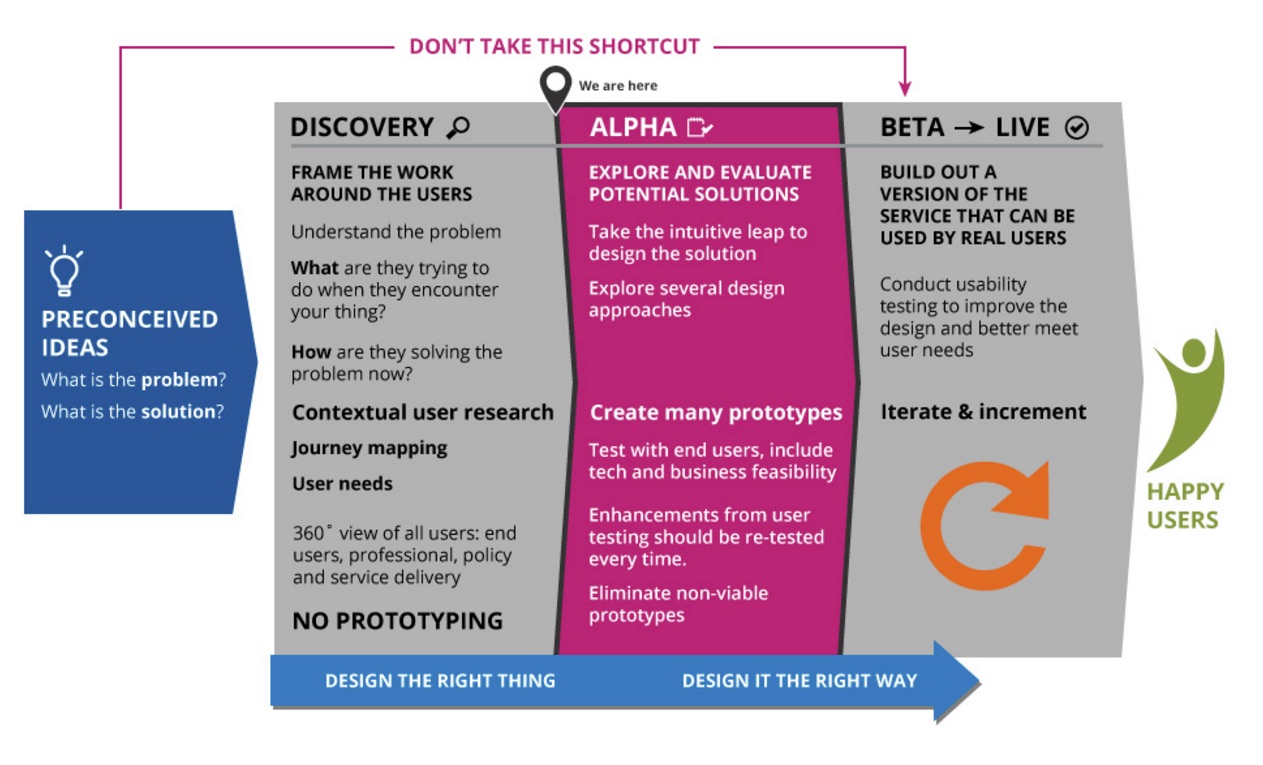 DON'T TAKE THIS SHORTCUT
We are here
PRECONCEIVED
IDEAS
What is the problem?
What is the solution?
DISCOVERY
FRAME THE WORK
AROUND THE USERS
Understand the problem
What are they trying to
do when they encounter
your thing?
How are they solving the
problem now?
Contextual user research
Journey mapping
User needs
360˚ view of all users: end
users, professional, policy
and service delivery
NO PROTOTYPING
ALPHA
EXPLORE AND EVALUATE
POTENTIAL SOLUTIONS
Take the intuitive leap to
design the solution
Explore several design
approaches
Create many prototypes
Test with end users, include
tech and business feasibility
Enhancements from user
testing should be re-tested
every time.
Eliminate non-viable
prototypes
BETA → LIVE
BUILD OUT A
VERSION OF THE
SERVICE THAT CAN BE
USED BY REAL USERS
Conduct usability
testing to improve the
design and better meet
user needs
Iterate & increment
HAPPY
USERS
DESIGN THE RIGHT THING
DESIGN IT THE RIGHT WAY